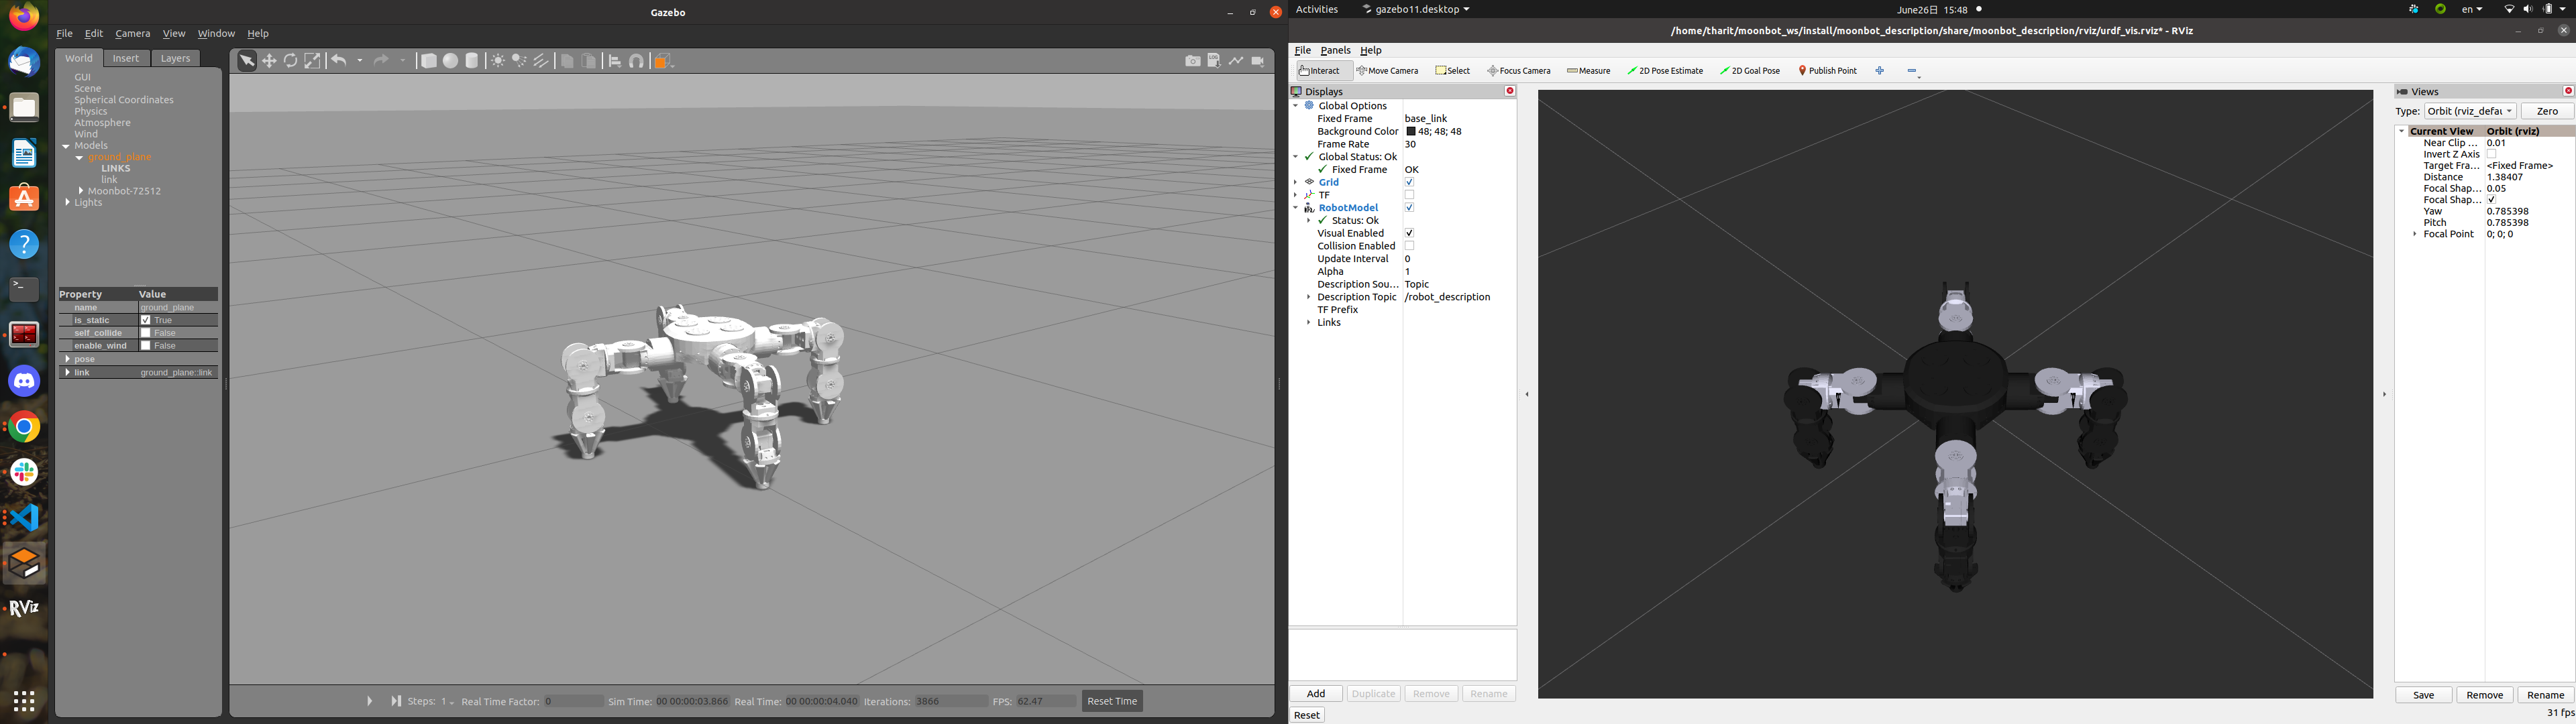 Gazebo
File Edit Camera View Window Help
World Insert Layers
GUI
Scene
Spherical Coordinates
Physics
Atmosphere
Wind
Models
ground_plane
LINKS
link
Moonbot-72512
Lights
Property Value
name ground_plane
is_static True
self_collide False
enable_wind False
pose
link ground_plane::link
LOG
Steps: 1 Real Time Factor: 0 Sim Time: 00 00:00:03.866 Real Time: 00 00:00:04.040 Iterations: 3866 FPS: 62.47 Reset Time
RViz
Activities gazebo11.desktop June26日 15:48 en
/home/tharit/moonbot_ws/install/moonbot_description/share/moonbot_description/rviz/urdf_vis.rviz* - RViz
File Panels Help
Interact Move Camera Select Focus Camera Measure 2D Pose Estimate 2D Goal Pose Publish Point
Displays
Global Options
Fixed Frame base_link
Background Color 48; 48; 48
Frame Rate 30
Global Status: Ok
Fixed Frame OK
Grid
TF
RobotModel
Status: Ok
Visual Enabled
Collision Enabled
Update Interval 0
Alpha 1
Description Sou... Topic
Description Topic /robot_description
TF Prefix
Links
Add Duplicate Remove Rename
Reset
Views
Type: Orbit (rviz_defau Zero
Current View Orbit (rviz)
Near Clip ... 0.01
Invert Z Axis
Target Fra... <Fixed Frame>
Distance 1.38407
Focal Shap... 0.05
Focal Shap...
Yaw 0.785398
Pitch 0.785398
Focal Point 0; 0; 0
Save Remove Rename
31 fps